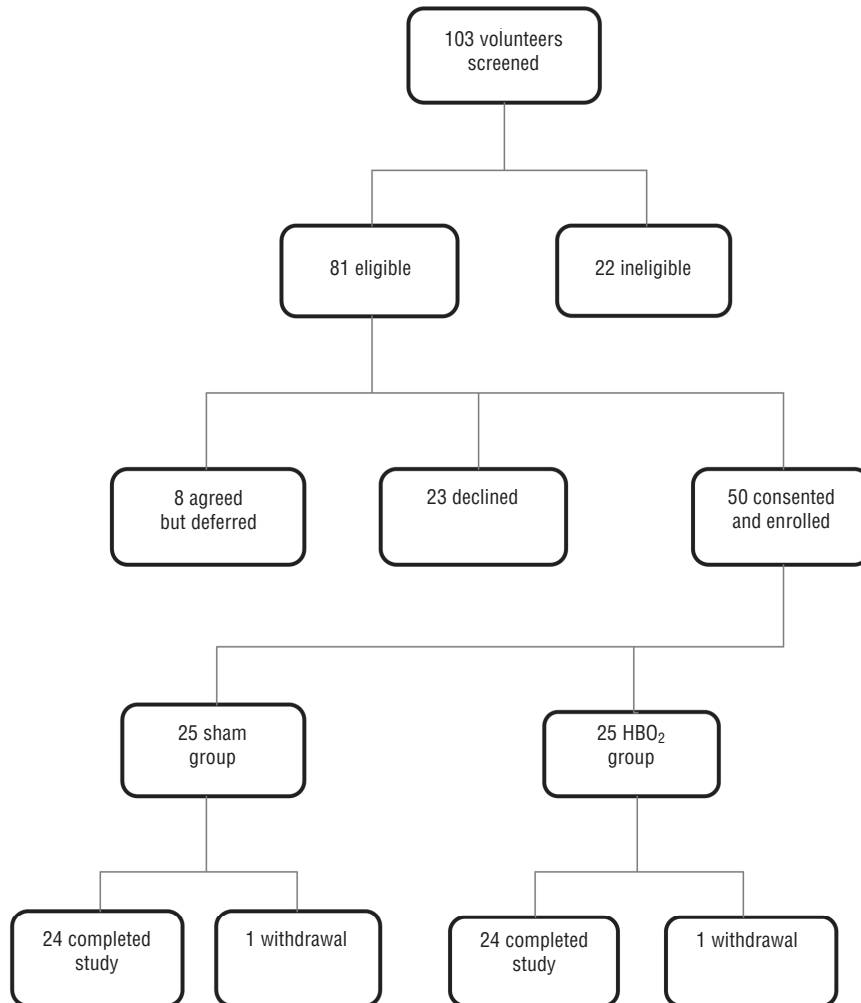 103 volunteers
screened
81 eligible
22 ineligible
8 agreed
but deferred
23 declined
50 consented
and enrolled
25 sham
group
25 HBO₂
group
24 completed
study
1 withdrawal
24 completed
study
1 withdrawal